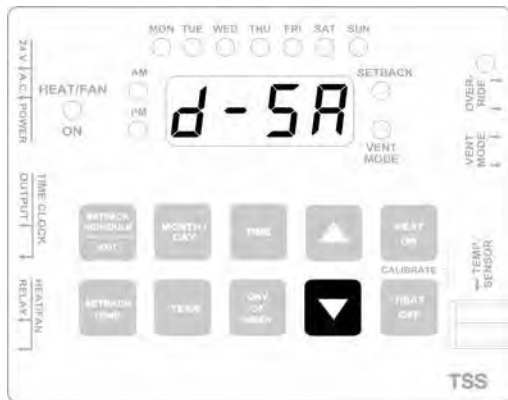 MON TUE WED THU FRI SAT SUN
24 V. A.C. POWER
HEAT/FAN
ON
AM
PM
d-SA
SETBACK
VENT
MODE
OVER-
RIDE
VENT
MODE
TIME CLOCK
OUTPUT
SETBACK
SCHEDULE
MONTH /
DAY
TIME
HEAT
ON
CALIBRATE
TEMP.
SENSOR
HEAT/FAN
RELAY
SETBACK
TEMP.
YEAR
DAY
OF
WEEK
HEAT
OFF
TSS